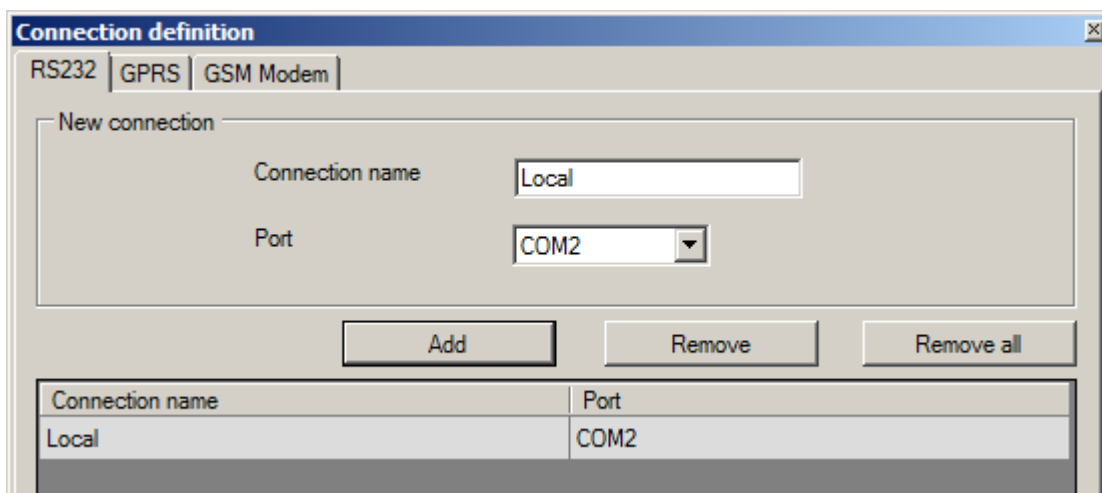 Connection definition
RS232 GPRS GSM Modem
New connection
Connection name Local
Port COM2
Add Remove Remove all
Connection name Port
Local COM2